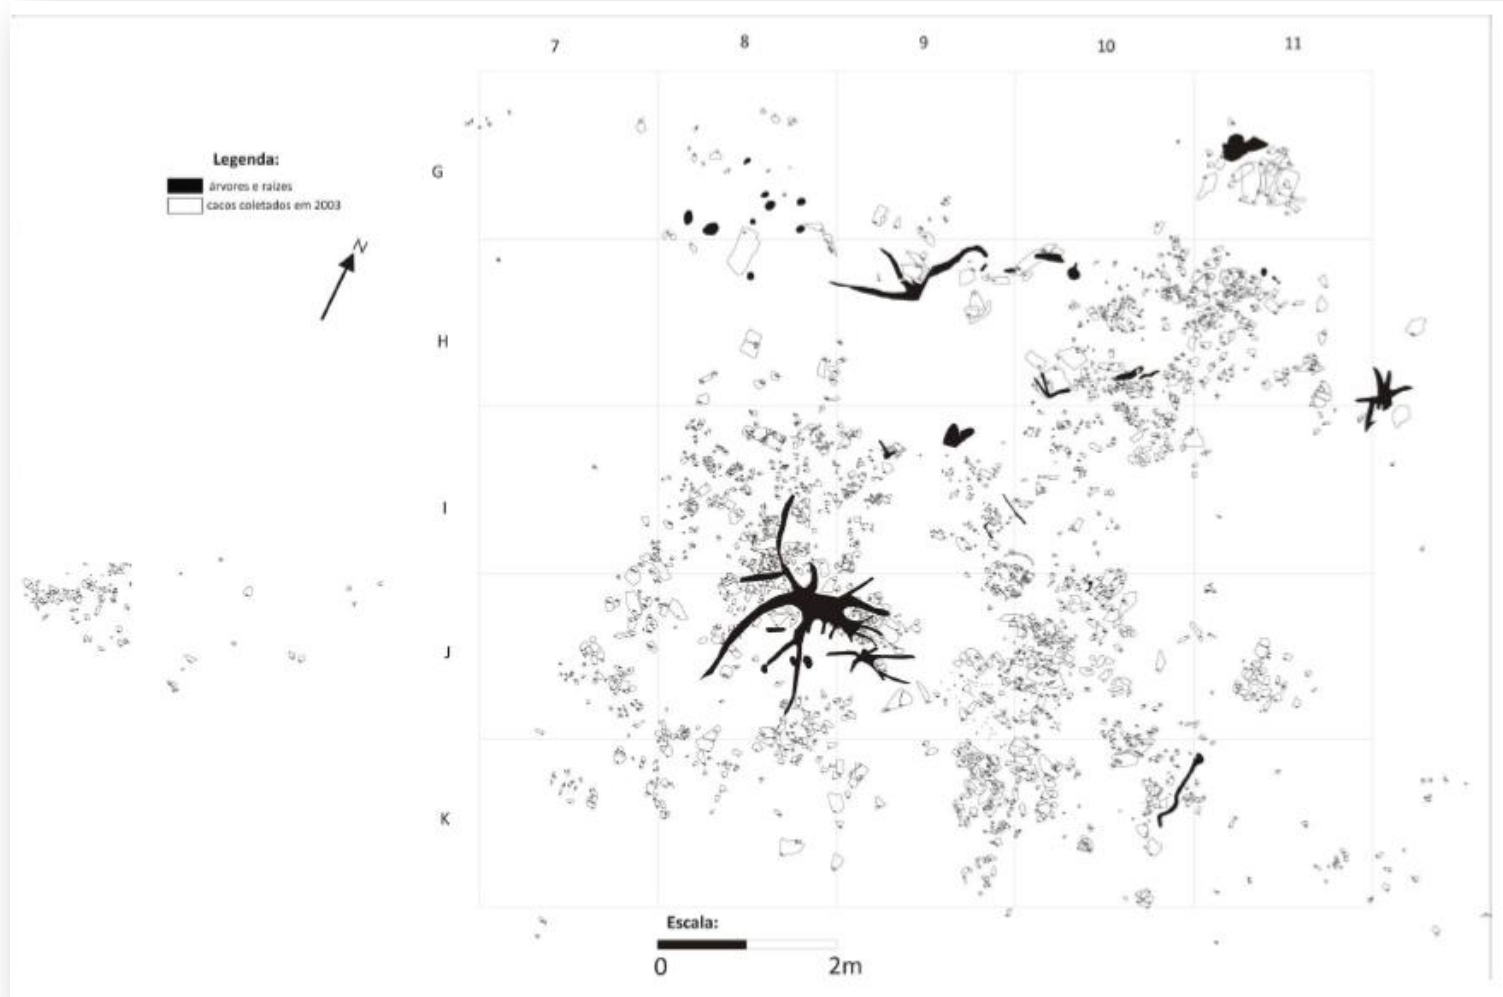 7 8 9 10 11
Legenda:
árvores e raízes
cacos coletados em 2003
N
G
H
I
J
K
Escala:
0 2m